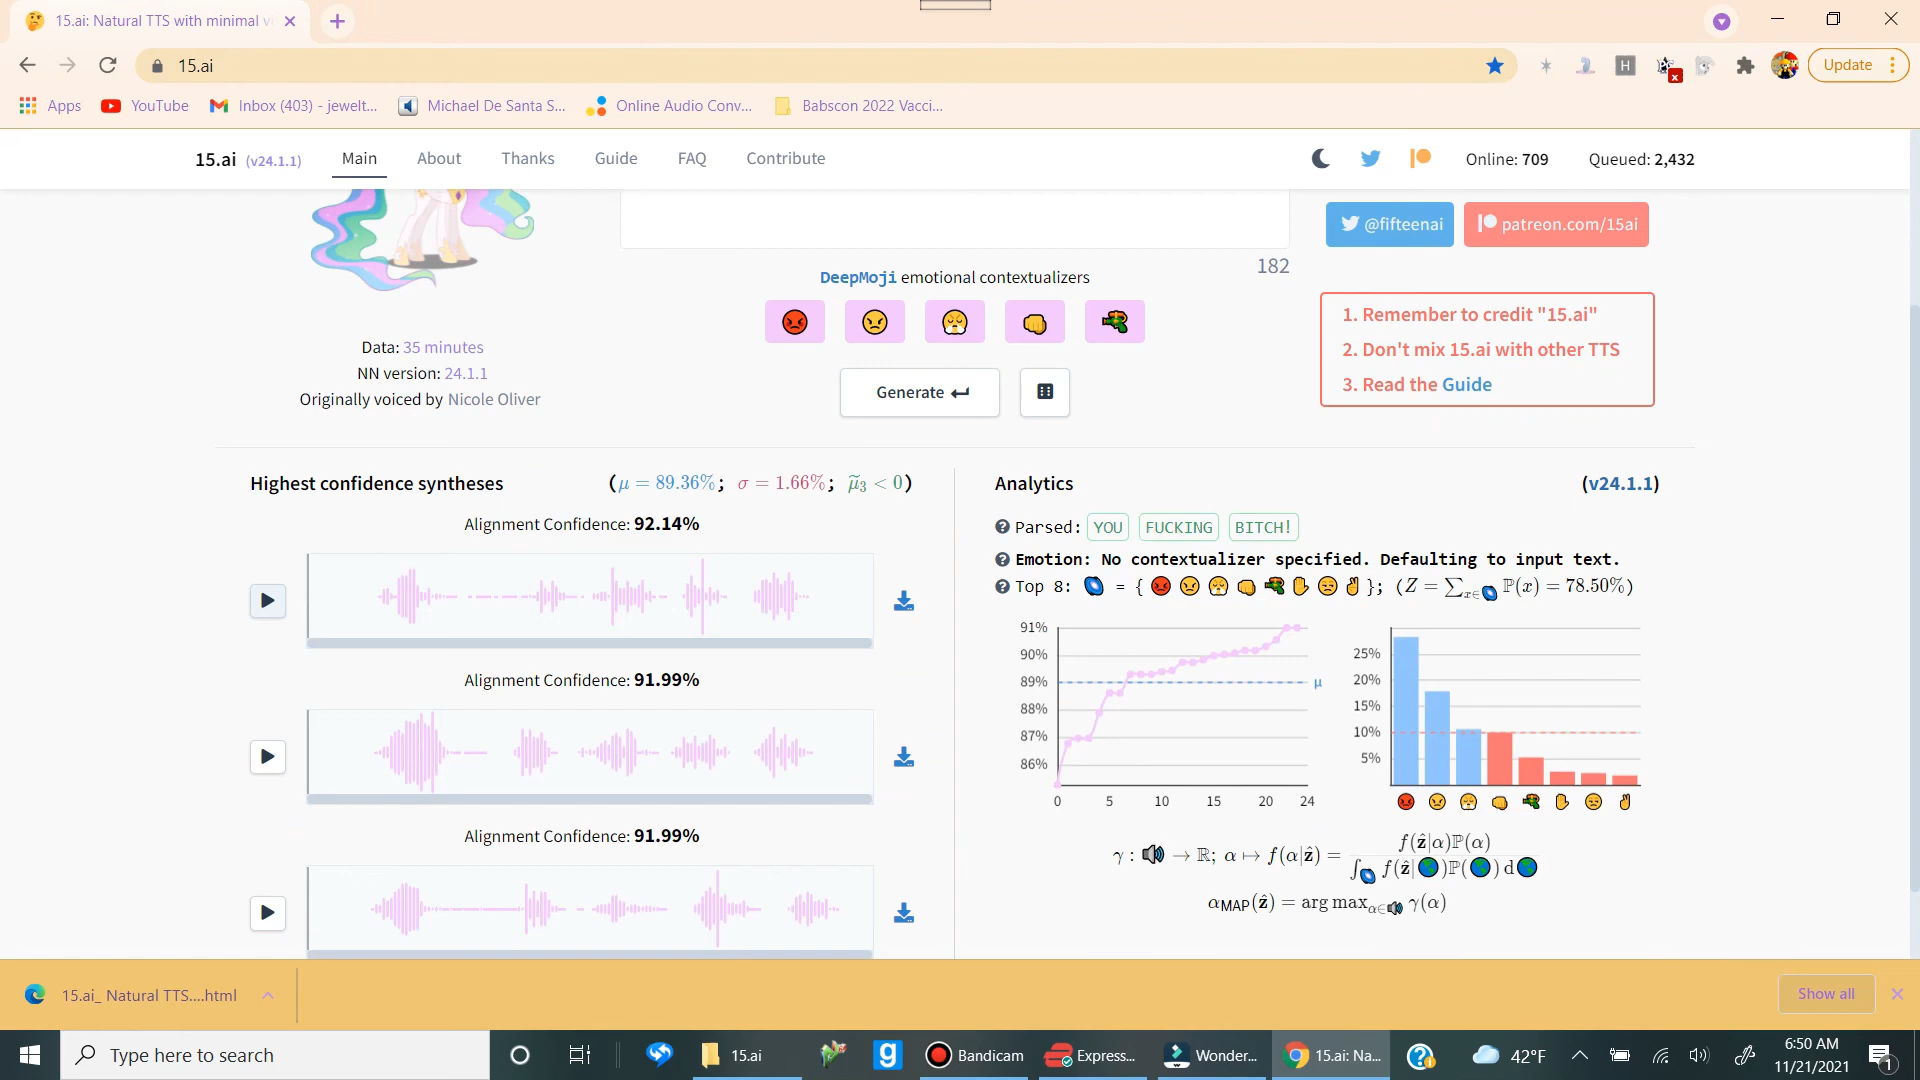 15.ai: Natural TTS with minimal vi
15.ai
Update
Apps
YouTube
Inbox (403) - jewelt...
Michael De Santa S...
Online Audio Conv...
Babscon 2022 Vacci...
15.ai (v24.1.1)
Main
About
Thanks
Guide
FAQ
Contribute
Online: 709
Queued: 2,432
@fifteenai
patreon.com/15ai
182
DeepMoji emotional contextualizers
1. Remember to credit "15.ai"
2. Don't mix 15.ai with other TTS
3. Read the Guide
Data: 35 minutes
NN version: 24.1.1
Originally voiced by Nicole Oliver
Generate
Highest confidence syntheses
(μ = 89.36%; σ = 1.66%; μ̃₃ < 0)
Alignment Confidence: 92.14%
Alignment Confidence: 91.99%
Alignment Confidence: 91.99%
Analytics
(v24.1.1)
Parsed: YOU FUCKING BITCH!
Emotion: No contextualizer specified. Defaulting to input text.
Top 8: 🌌 = { 😡 😠 😤 👊 🔫 ✋ 😒 ✌ }; (Z = ∑x∈🌌 ℙ(x) = 78.50%)
91%
90%
89%
88%
87%
86%
μ
0 5 10 15 20 24
25%
20%
15%
10%
5%
γ : 🔊 → ℝ; α ↦ f(α|ẑ) = f(ẑ|α)ℙ(α) / ∫🌌 f(ẑ|🌍)ℙ(🌍) d🌍
αMAP(ẑ) = arg maxα∈🔊 γ(α)
15.ai_ Natural TTS....html
Show all
Type here to search
15.ai
Bandicam
Express...
Wonder...
15.ai: Na...
42°F
6:50 AM
11/21/2021
1